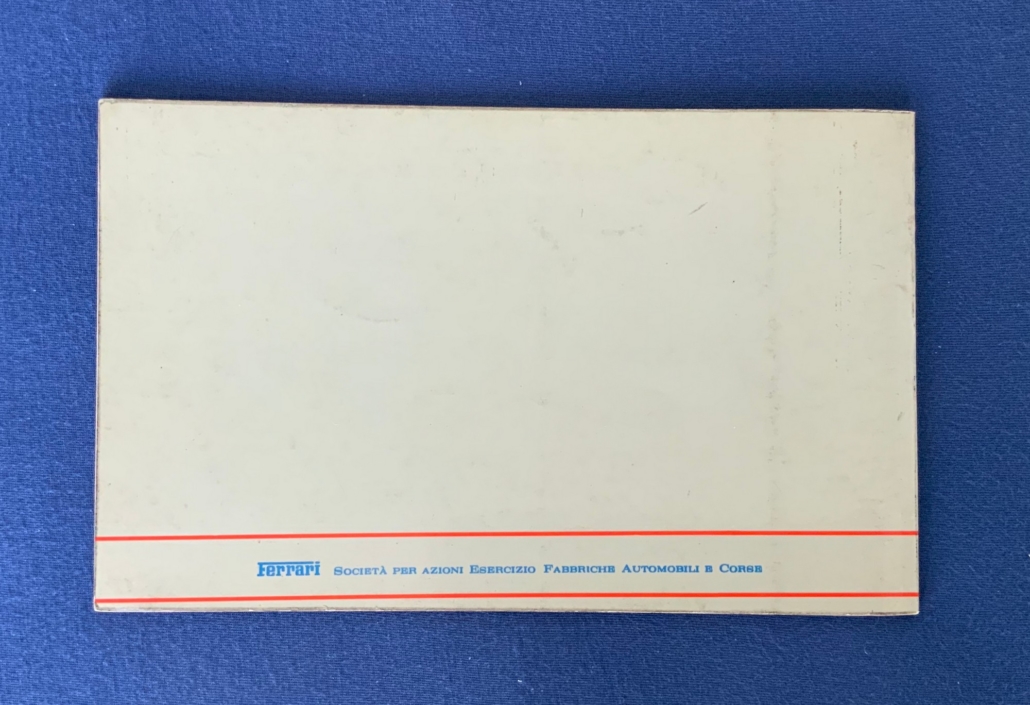 Ferrari Società per azioni Esercizio Fabbriche Automobili e Corse